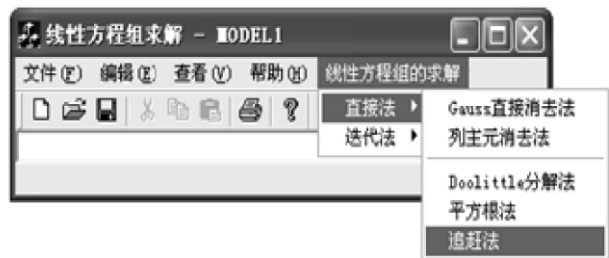 线性方程组求解 - MODEL1
文件(F) 编辑(E) 查看(V) 帮助(H) 线性方程组的求解
直接法
迭代法
Gauss直接消去法
列主元消去法
Doolittle分解法
平方根法
追赶法